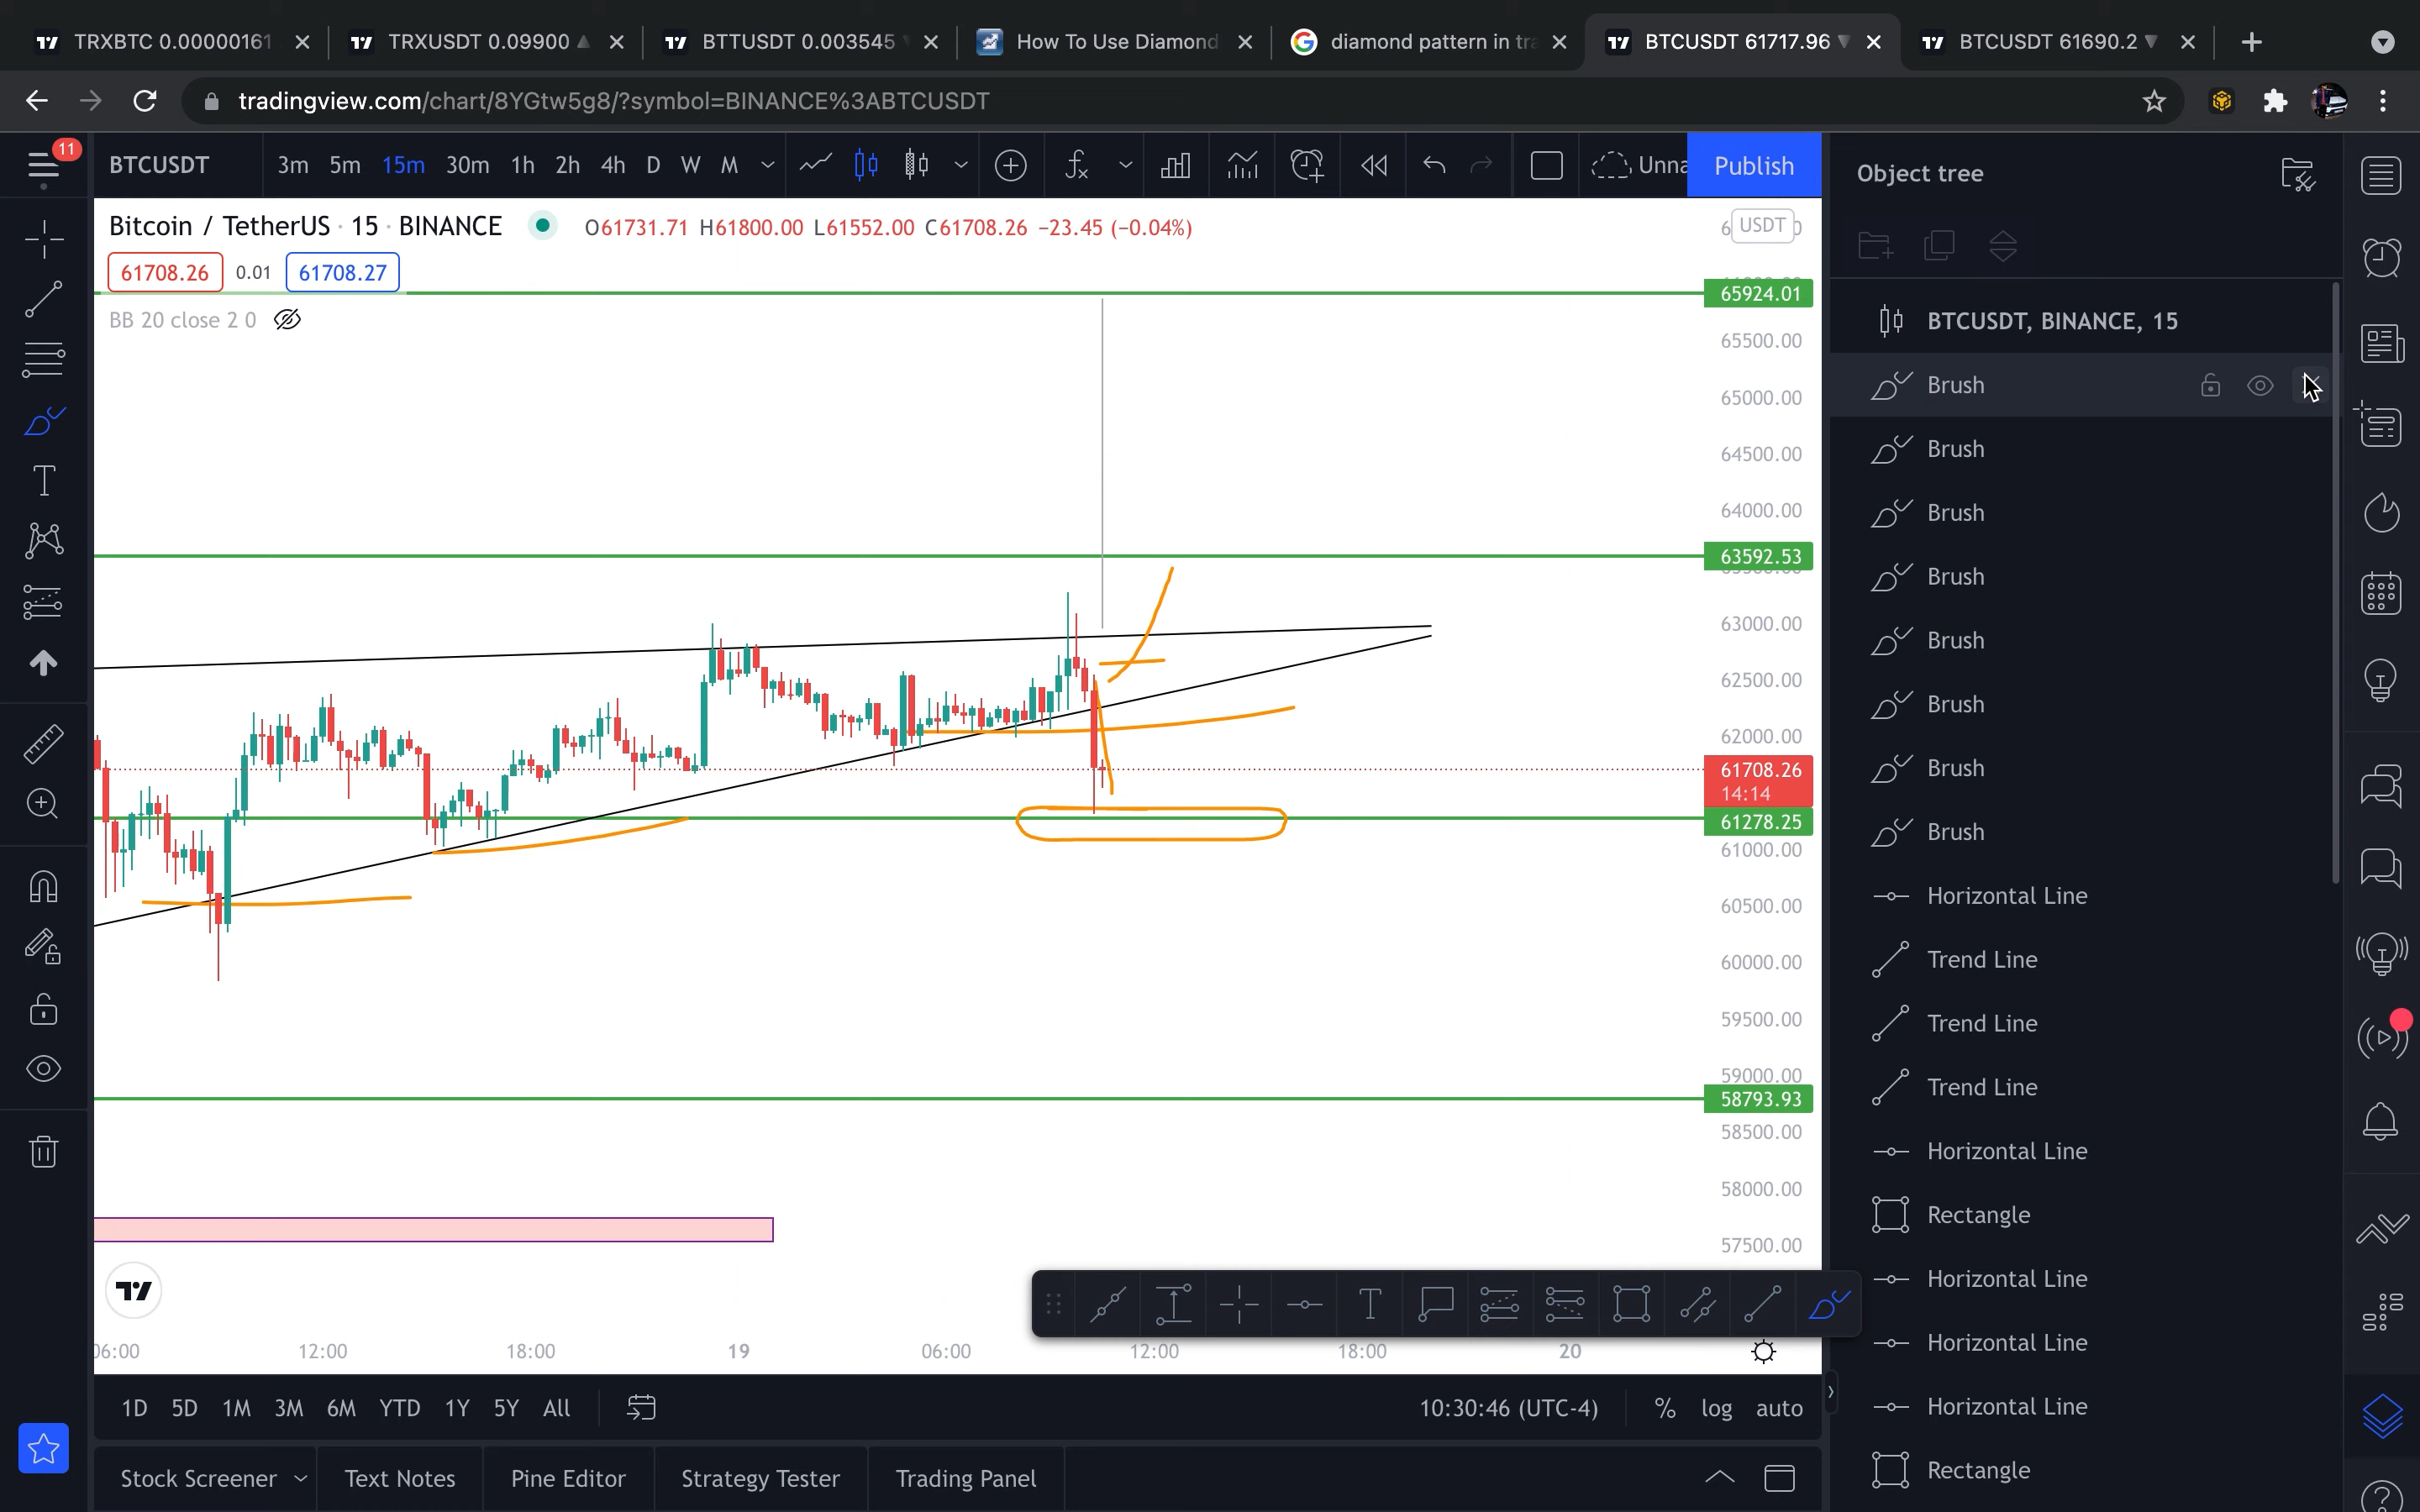 TRXBTC 0.00000161
TRXUSDT 0.09900
BTTUSDT 0.003545
How To Use Diamond
diamond pattern in tra
BTCUSDT 61717.96
BTCUSDT 61690.2
tradingview.com/chart/8YGtw5g8/?symbol=BINANCE%3ABTCUSDT
11
BTCUSDT
3m 5m 15m 30m 1h 2h 4h D W M
Unna
Publish
Object tree
Bitcoin / TetherUS · 15 · BINANCE
O61731.71 H61800.00 L61552.00 C61708.26 −23.45 (−0.04%)
USDT
61708.26 0.01 61708.27
65924.01
BB 20 close 2 0
65500.00
65000.00
64500.00
64000.00
63592.53
63000.00
62500.00
62000.00
61708.26
14:14
61278.25
61000.00
60500.00
60000.00
59500.00
59000.00
58793.93
58500.00
58000.00
57500.00
BTCUSDT, BINANCE, 15
Brush
Brush
Brush
Brush
Brush
Brush
Brush
Brush
Horizontal Line
Trend Line
Trend Line
Trend Line
Horizontal Line
Rectangle
Horizontal Line
Horizontal Line
Horizontal Line
Rectangle
06:00 12:00 18:00 19 06:00 12:00 18:00 20
1D 5D 1M 3M 6M YTD 1Y 5Y All
10:30:46 (UTC-4) % log auto
Stock Screener Text Notes Pine Editor Strategy Tester Trading Panel